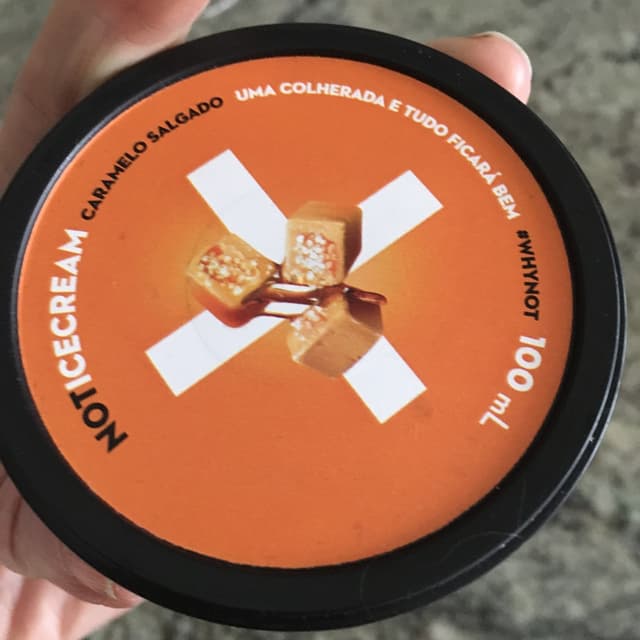 NOTICECREAM
CARAMELO SALGADO
UMA COLHERADA E TUDO FICARÁ BEM
#WHYNOT
100 mL